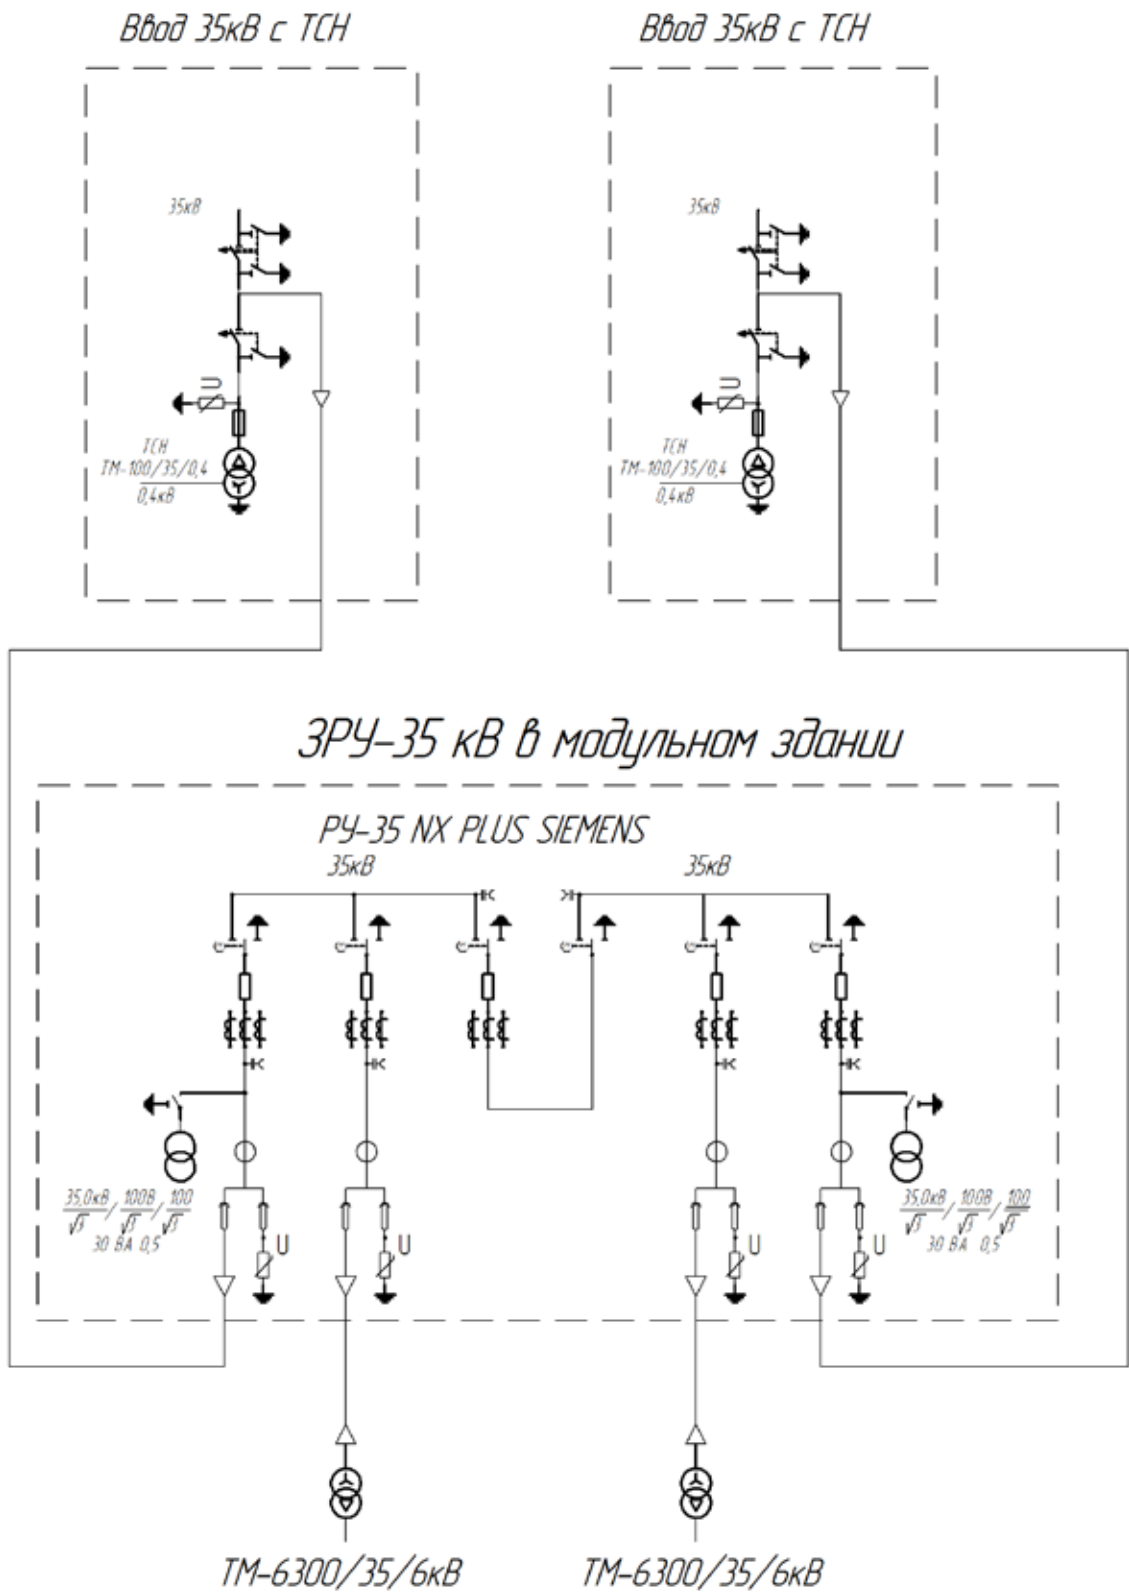 Ввод 35кВ с ТСН
Ввод 35кВ с ТСН
35кВ
35кВ
U
U
ТСН
ТМ-100/35/0,4
0,4кВ
ТСН
ТМ-100/35/0,4
0,4кВ
ЗРУ-35 кВ в модульном здании
РУ-35 NX PLUS SIEMENS
35кВ
35кВ
35,0кВ/√3 / 100В/√3 / 100/√3
30 ВА 0,5
U
U
U
U
35,0кВ/√3 / 100В/√3 / 100/√3
30 ВА 0,5
ТМ-6300/35/6кВ
ТМ-6300/35/6кВ